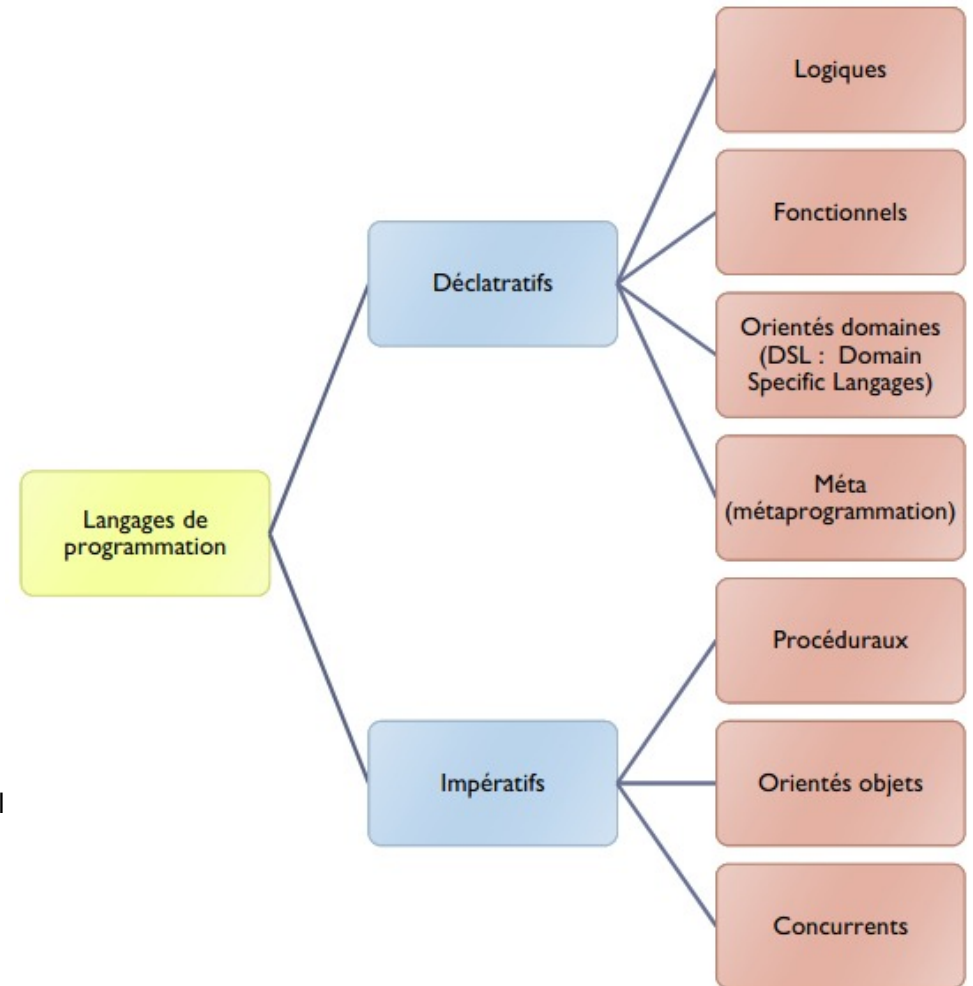 Langages de
programmation
Déclatratifs
Logiques
Fonctionnels
Orientés domaines
(DSL : Domain
Specific Langages)
Méta
(métaprogrammation)
Impératifs
Procéduraux
Orientés objets
Concurrents